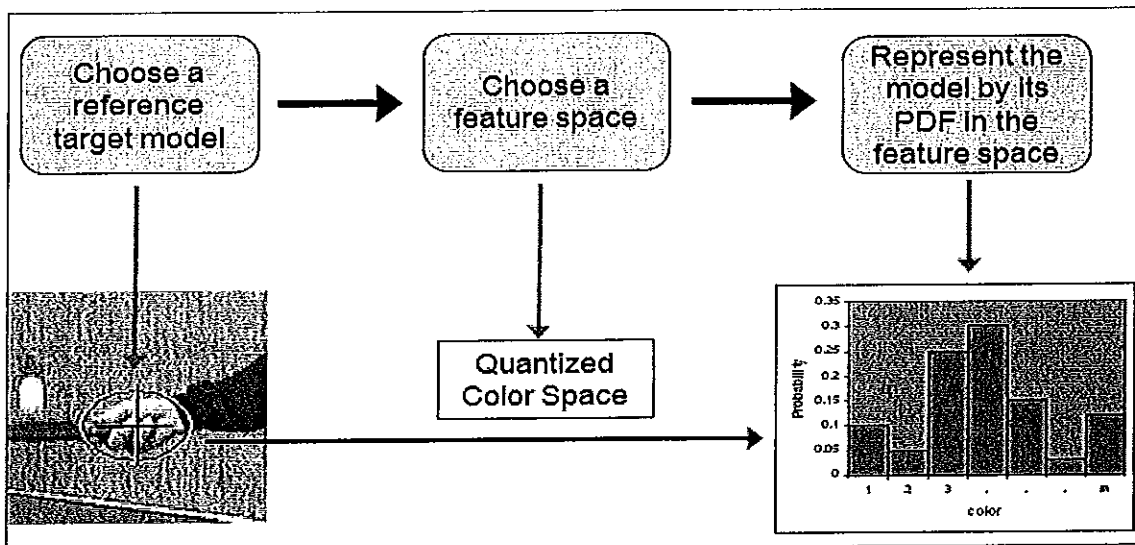 Choose a
reference
target model
Choose a
feature space
Represent the
model by its
PDF in the
feature space
Quantized
Color Space
0.35
0.3
0.25
0.2
0.15
0.1
0.05
0
Probability
1 2 3 . . . m
color